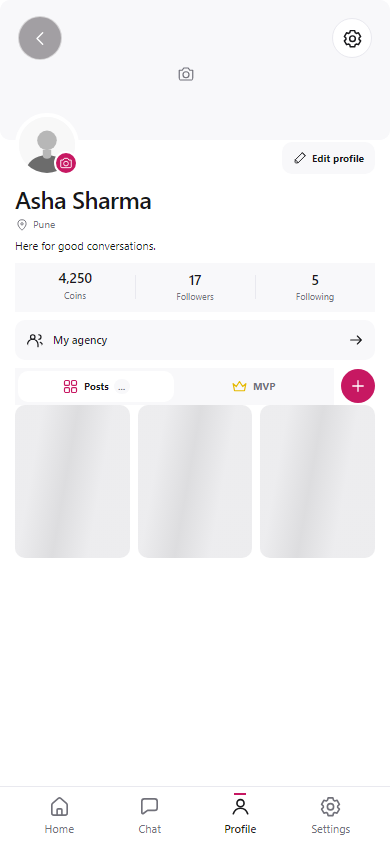 Edit profile
Asha Sharma
Pune
Here for good conversations.
4,250
Coins
17
Followers
5
Following
My agency
Posts ...
MVP
Home
Chat
Profile
Settings